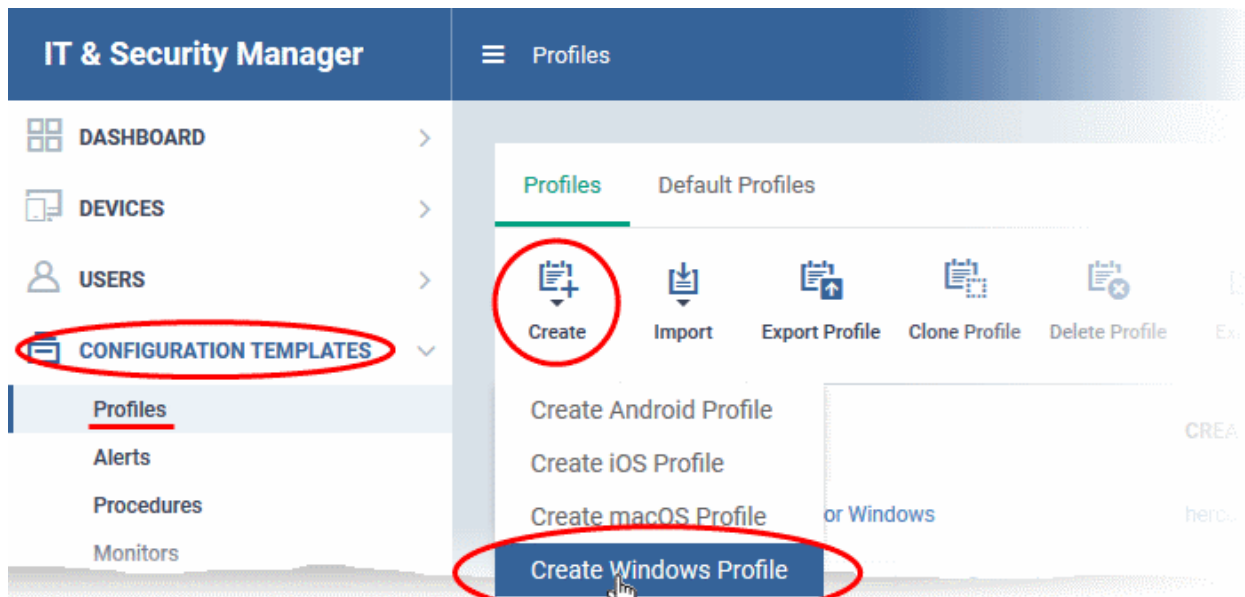 IT & Security Manager
Profiles
DASHBOARD
DEVICES
USERS
CONFIGURATION TEMPLATES
Profiles
Alerts
Procedures
Monitors
Profiles Default Profiles
Create Import Export Profile Clone Profile Delete Profile
Create Android Profile
Create iOS Profile
Create macOS Profile
or Windows
Create Windows Profile